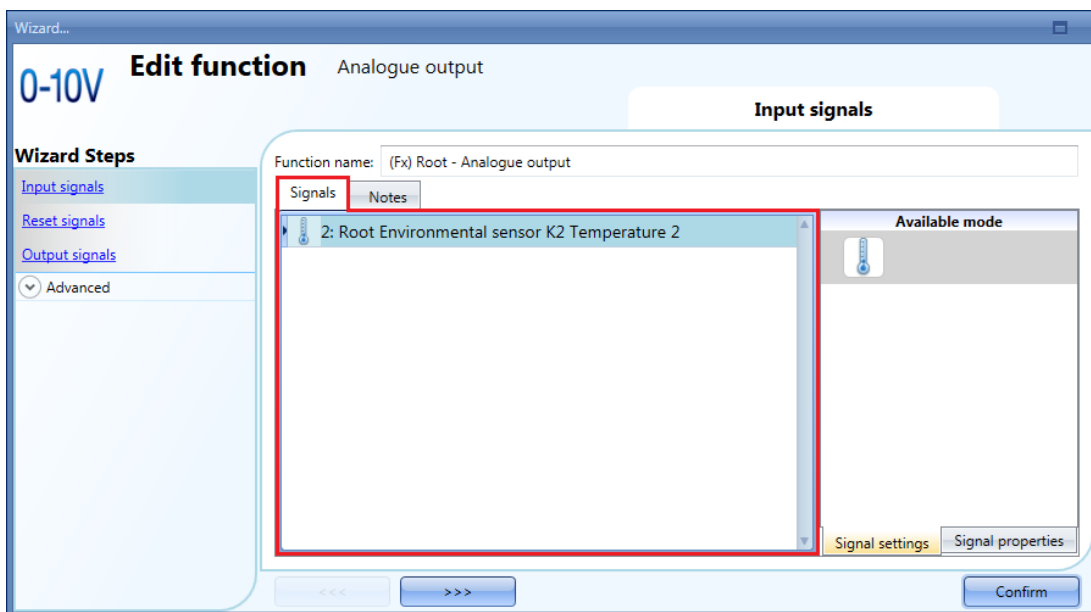 Wizard...
0-10V
Edit function Analogue output
Input signals
Wizard Steps
Input signals
Reset signals
Output signals
Advanced
Function name: (Fx) Root - Analogue output
Signals Notes
2: Root Environmental sensor K2 Temperature 2
Available mode
Signal settings Signal properties
<<< >>> Confirm